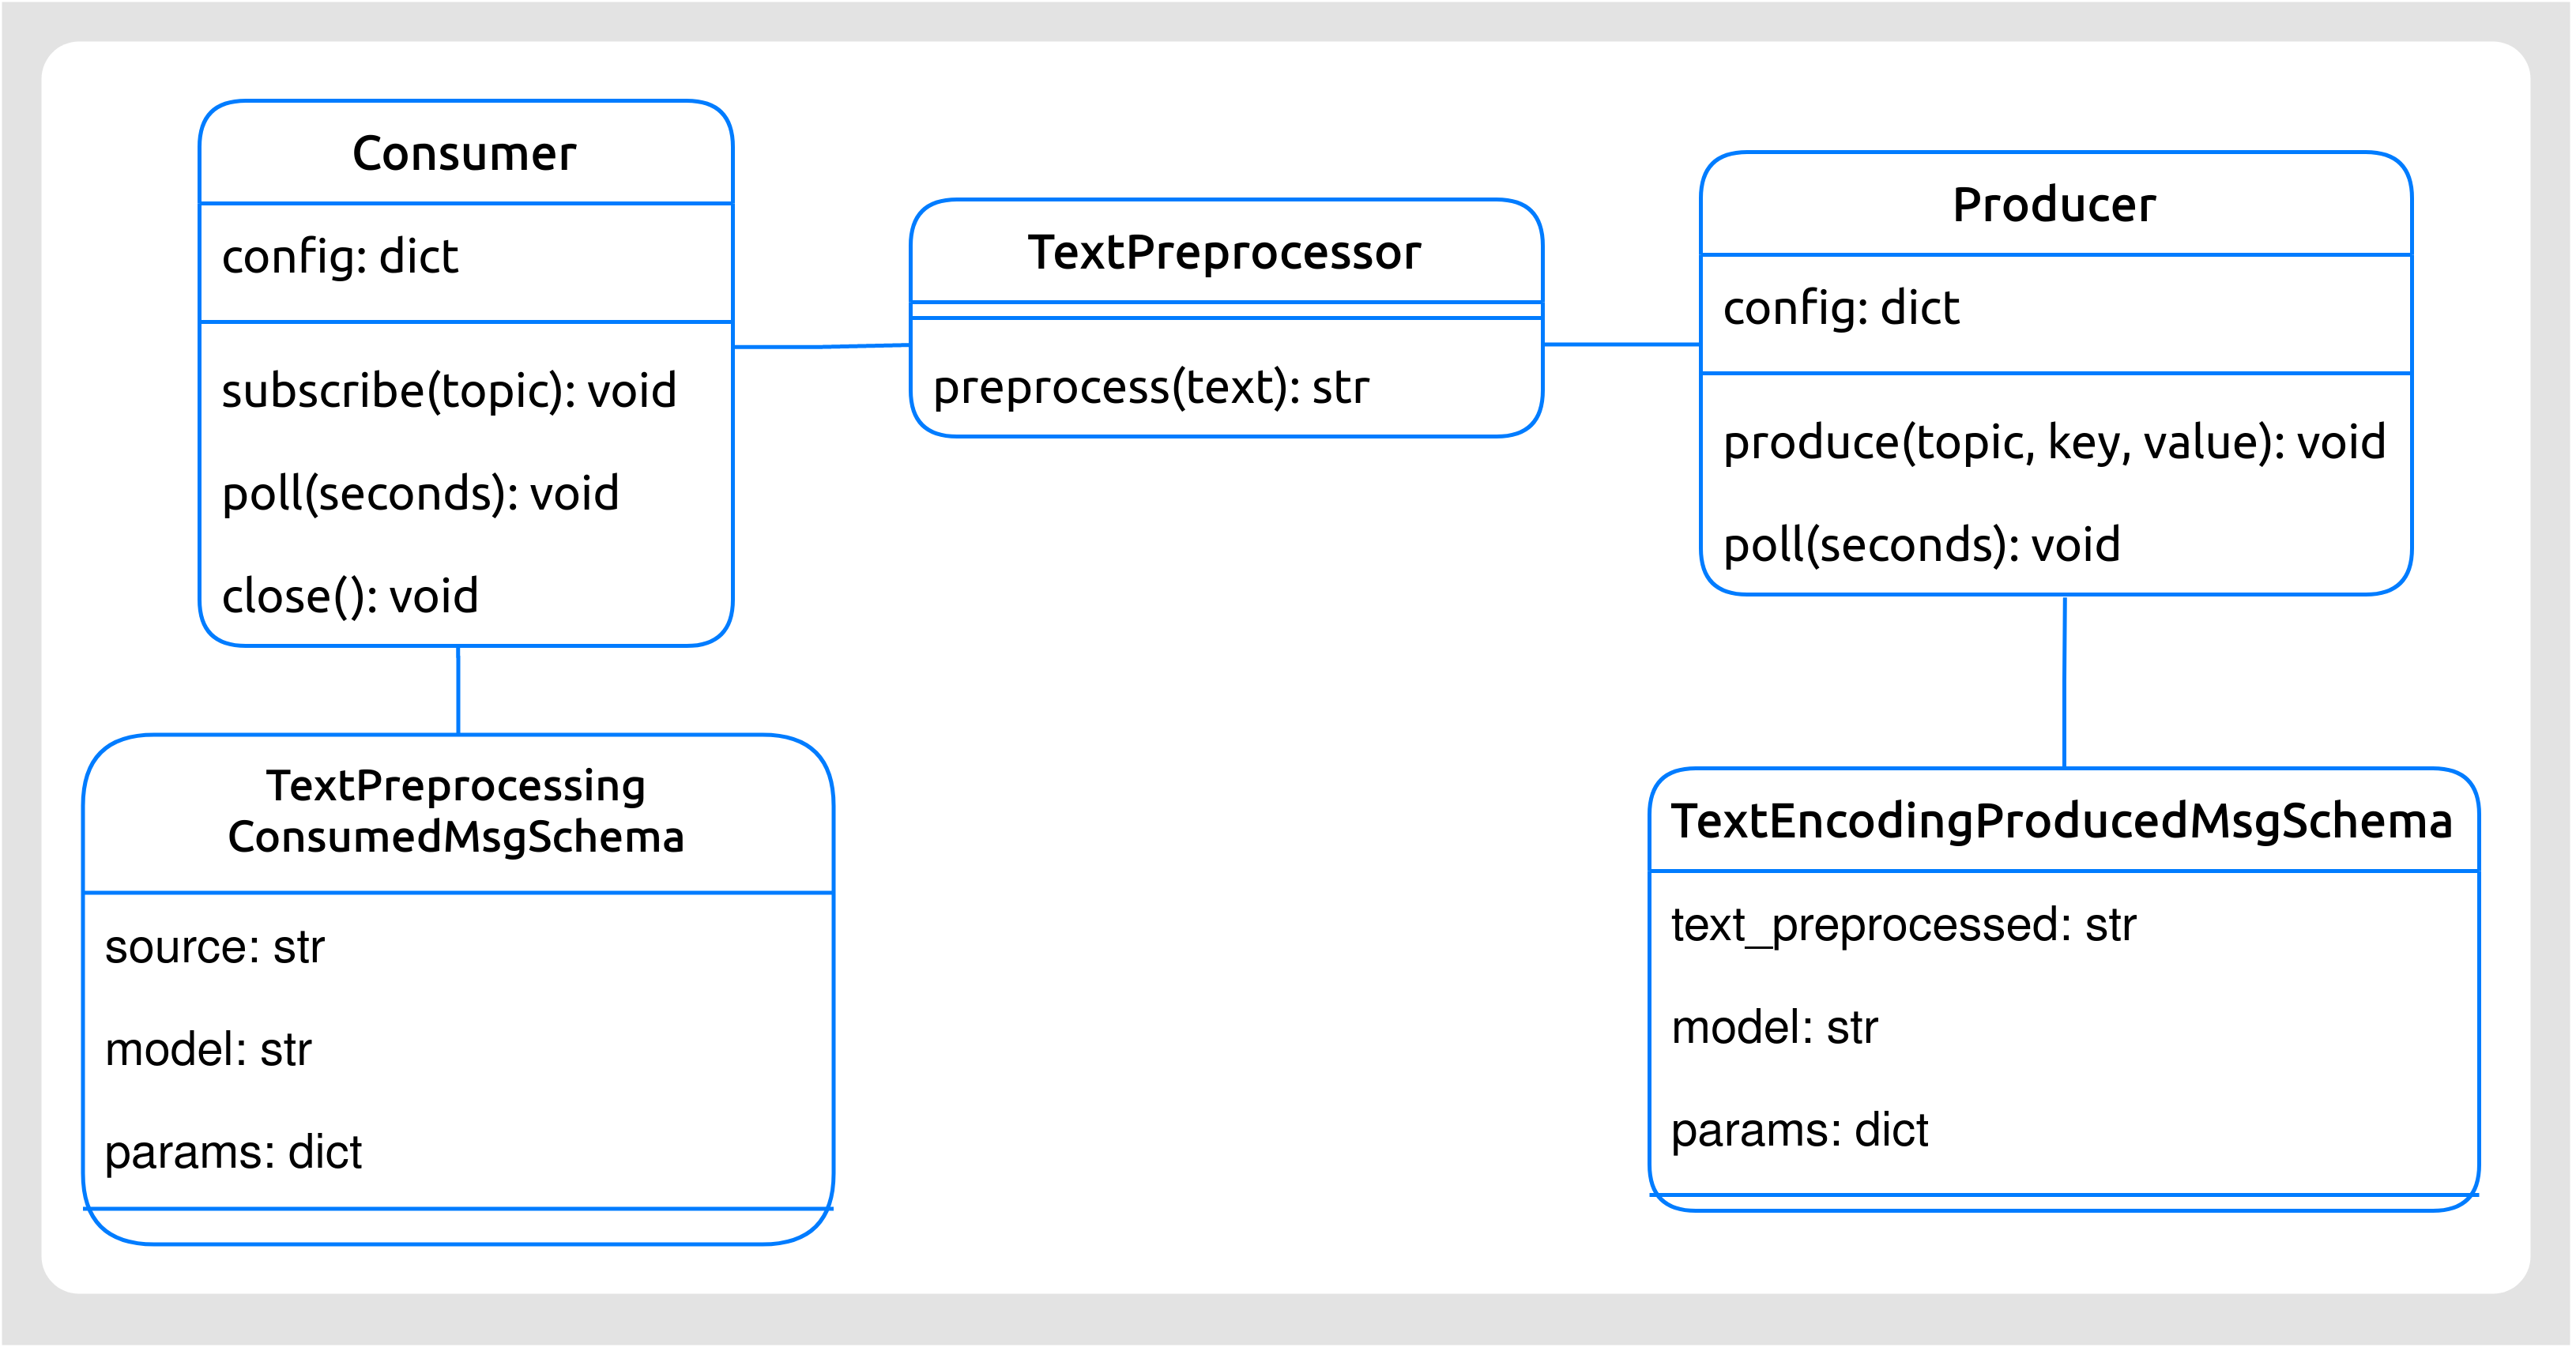 Consumer
config: dict
subscribe(topic): void
poll(seconds): void
close(): void
TextPreprocessor
preprocess(text): str
Producer
config: dict
produce(topic, key, value): void
poll(seconds): void
TextPreprocessing
ConsumedMsgSchema
source: str
model: str
params: dict
TextEncodingProducedMsgSchema
text_preprocessed: str
model: str
params: dict